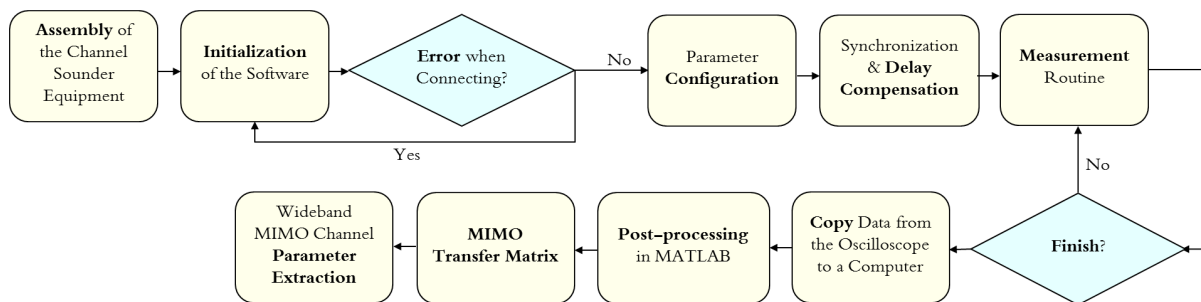 Assembly of
the Channel
Sounder
Equipment
Initialization
of the Software
Error when
Connecting?
No
Yes
Parameter
Configuration
Synchronization
& Delay
Compensation
Measurement
Routine
No
Finish?
Copy Data from
the Oscilloscope
to a Computer
Post–processing
in MATLAB
MIMO
Transfer Matrix
Wideband
MIMO Channel
Parameter
Extraction